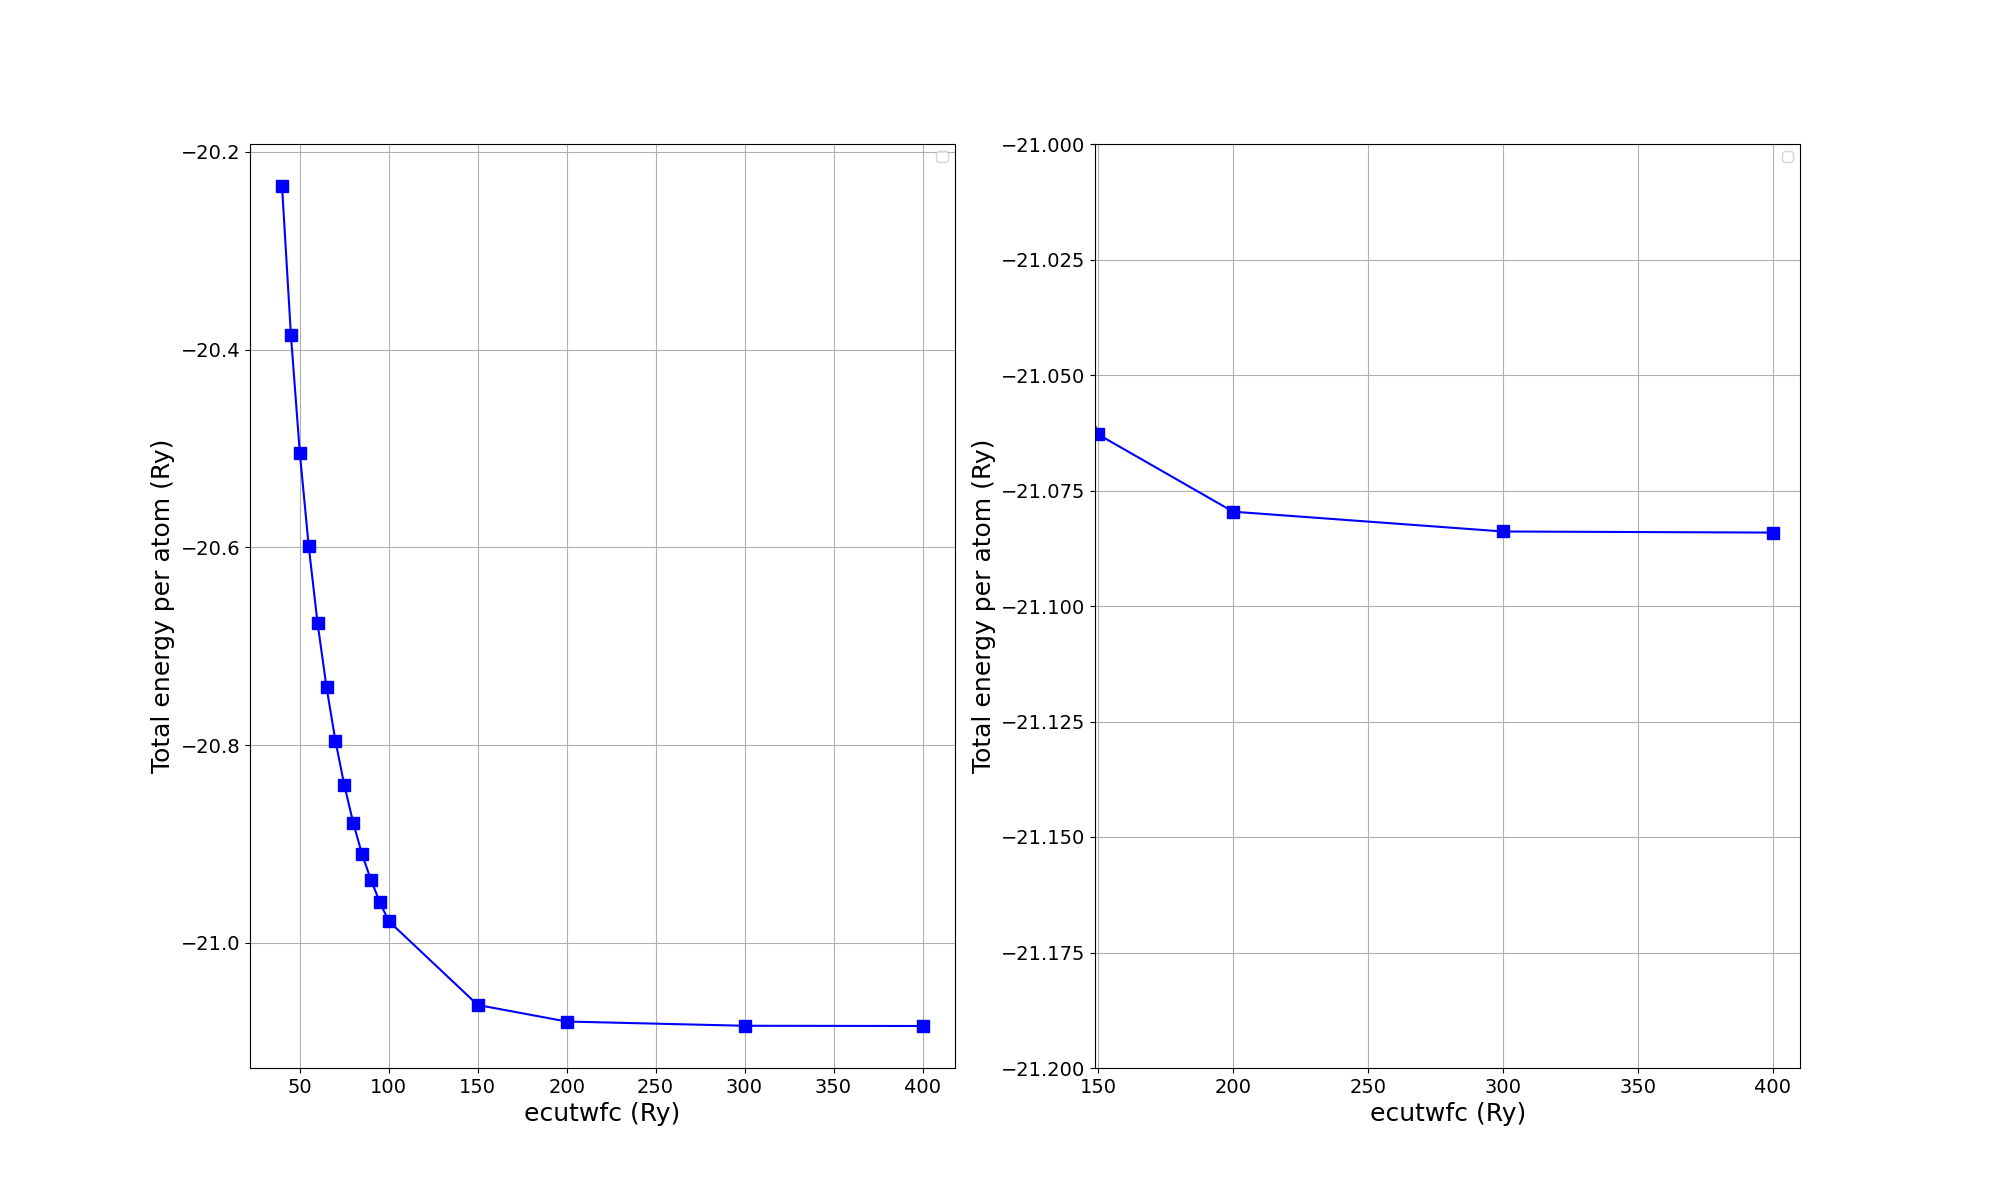 −20.2
−20.4
−20.6
−20.8
−21.0
Total energy per atom (Ry)
50 100 150 200 250 300 350 400
ecutwfc (Ry)
−21.000
−21.025
−21.050
−21.075
−21.100
−21.125
−21.150
−21.175
−21.200
Total energy per atom (Ry)
150 200 250 300 350 400
ecutwfc (Ry)